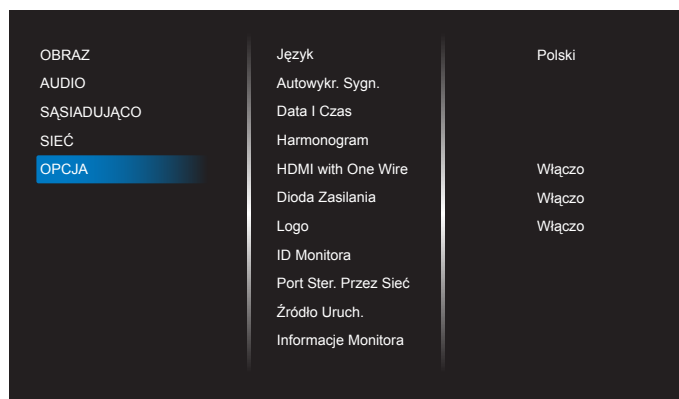 OBRAZ
AUDIO
SĄSIADUJĄCO
SIEĆ
OPCJA
Język Polski
Autowykr. Sygn.
Data I Czas
Harmonogram
HDMI with One Wire Włączo
Dioda Zasilania Włączo
Logo Włączo
ID Monitora
Port Ster. Przez Sieć
Źródło Uruch.
Informacje Monitora